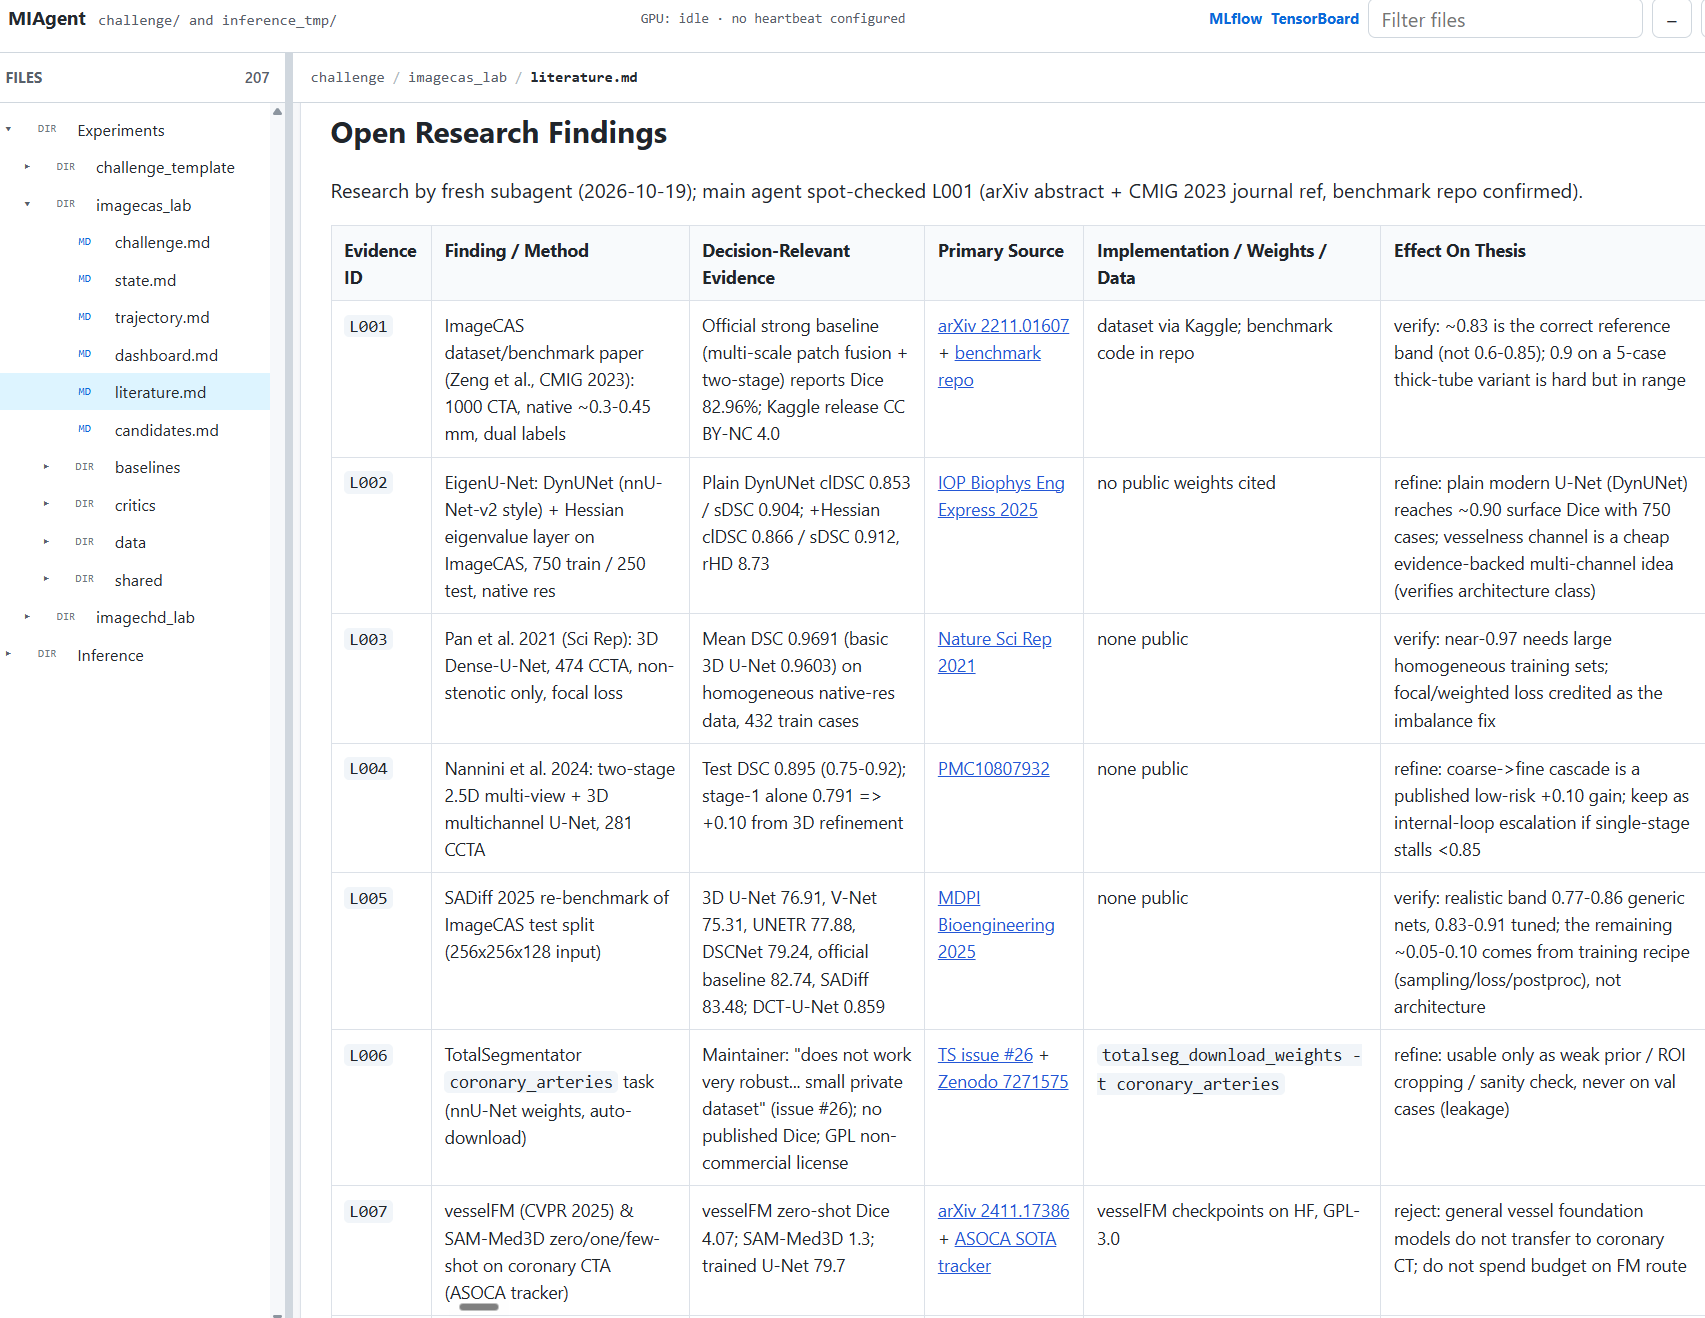 MIAgent challenge/ and inference_tmp/
GPU: idle · no heartbeat configured
MLflow TensorBoard
Filter files
–
FILES 207
challenge / imagecas_lab / literature.md
DIR Experiments
DIR challenge_template
DIR imagecas_lab
MD challenge.md
MD state.md
MD trajectory.md
MD dashboard.md
MD literature.md
MD candidates.md
DIR baselines
DIR critics
DIR data
DIR shared
DIR imagechd_lab
DIR Inference
Open Research Findings
Research by fresh subagent (2026-10-19); main agent spot-checked L001 (arXiv abstract + CMIG 2023 journal ref, benchmark repo confirmed).
Evidence
ID
Finding / Method
Decision-Relevant
Evidence
Primary Source
Implementation / Weights /
Data
Effect On Thesis
L001
ImageCAS
dataset/benchmark paper
(Zeng et al., CMIG 2023):
1000 CTA, native ~0.3-0.45
mm, dual labels
Official strong baseline
(multi-scale patch fusion +
two-stage) reports Dice
82.96%; Kaggle release CC
BY-NC 4.0
arXiv 2211.01607
+ benchmark
repo
dataset via Kaggle; benchmark
code in repo
verify: ~0.83 is the correct reference
band (not 0.6-0.85); 0.9 on a 5-case
thick-tube variant is hard but in range
L002
EigenU-Net: DynUNet (nnU-
Net-v2 style) + Hessian
eigenvalue layer on
ImageCAS, 750 train / 250
test, native res
Plain DynUNet clDSC 0.853
/ sDSC 0.904; +Hessian
clDSC 0.866 / sDSC 0.912,
rHD 8.73
IOP Biophys Eng
Express 2025
no public weights cited
refine: plain modern U-Net (DynUNet)
reaches ~0.90 surface Dice with 750
cases; vesselness channel is a cheap
evidence-backed multi-channel idea
(verifies architecture class)
L003
Pan et al. 2021 (Sci Rep): 3D
Dense-U-Net, 474 CCTA, non-
stenotic only, focal loss
Mean DSC 0.9691 (basic
3D U-Net 0.9603) on
homogeneous native-res
data, 432 train cases
Nature Sci Rep
2021
none public
verify: near-0.97 needs large
homogeneous training sets;
focal/weighted loss credited as the
imbalance fix
L004
Nannini et al. 2024: two-stage
2.5D multi-view + 3D
multichannel U-Net, 281
CCTA
Test DSC 0.895 (0.75-0.92);
stage-1 alone 0.791 =>
+0.10 from 3D refinement
PMC10807932
none public
refine: coarse->fine cascade is a
published low-risk +0.10 gain; keep as
internal-loop escalation if single-stage
stalls <0.85
L005
SADiff 2025 re-benchmark of
ImageCAS test split
(256x256x128 input)
3D U-Net 76.91, V-Net
75.31, UNETR 77.88,
DSCNet 79.24, official
baseline 82.74, SADiff
83.48; DCT-U-Net 0.859
MDPI
Bioengineering
2025
none public
verify: realistic band 0.77-0.86 generic
nets, 0.83-0.91 tuned; the remaining
~0.05-0.10 comes from training recipe
(sampling/loss/postproc), not
architecture
L006
TotalSegmentator
coronary_arteries task
(nnU-Net weights, auto-
download)
Maintainer: "does not work
very robust... small private
dataset" (issue #26); no
published Dice; GPL non-
commercial license
TS issue #26 +
Zenodo 7271575
totalseg_download_weights -
t coronary_arteries
refine: usable only as weak prior / ROI
cropping / sanity check, never on val
cases (leakage)
L007
vesselFM (CVPR 2025) &
SAM-Med3D zero/one/few-
shot on coronary CTA
(ASOCA tracker)
vesselFM zero-shot Dice
4.07; SAM-Med3D 1.3;
trained U-Net 79.7
arXiv 2411.17386
+ ASOCA SOTA
tracker
vesselFM checkpoints on HF, GPL-
3.0
reject: general vessel foundation
models do not transfer to coronary
CT; do not spend budget on FM route